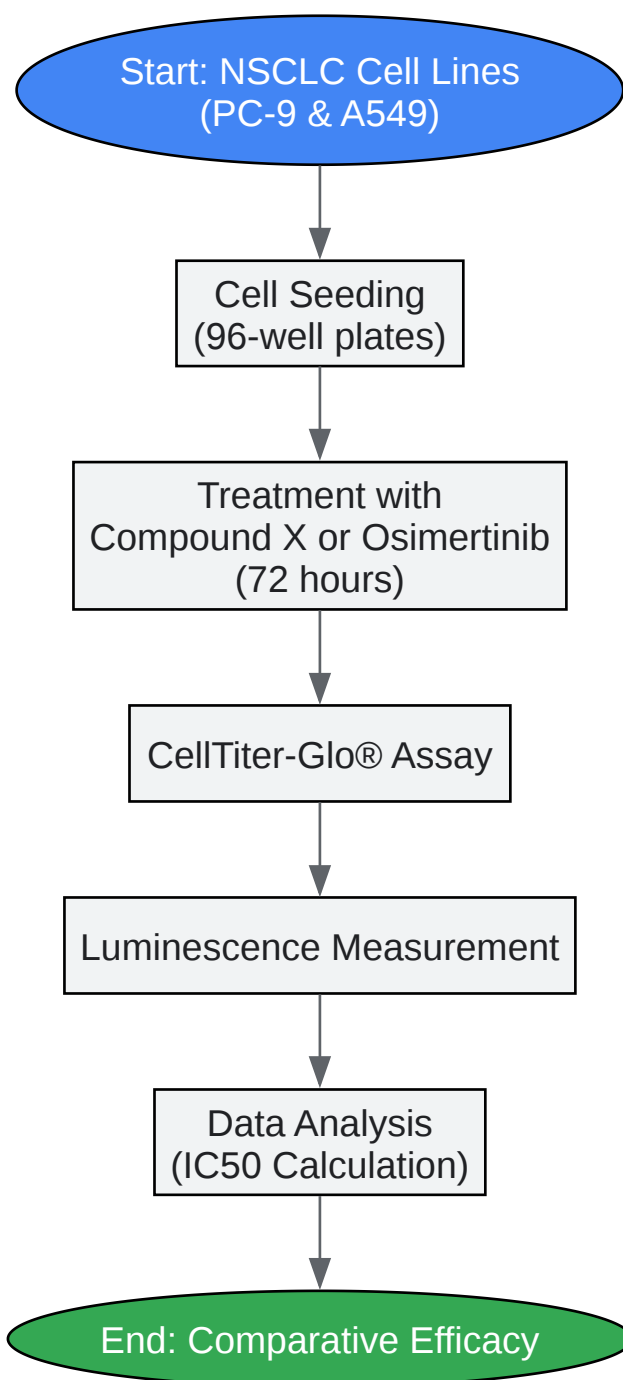 Start: NSCLC Cell Lines
(PC-9 & A549)
Cell Seeding
(96-well plates)
Treatment with
Compound X or Osimertinib
(72 hours)
CellTiter-Glo® Assay
Luminescence Measurement
Data Analysis
(IC50 Calculation)
End: Comparative Efficacy